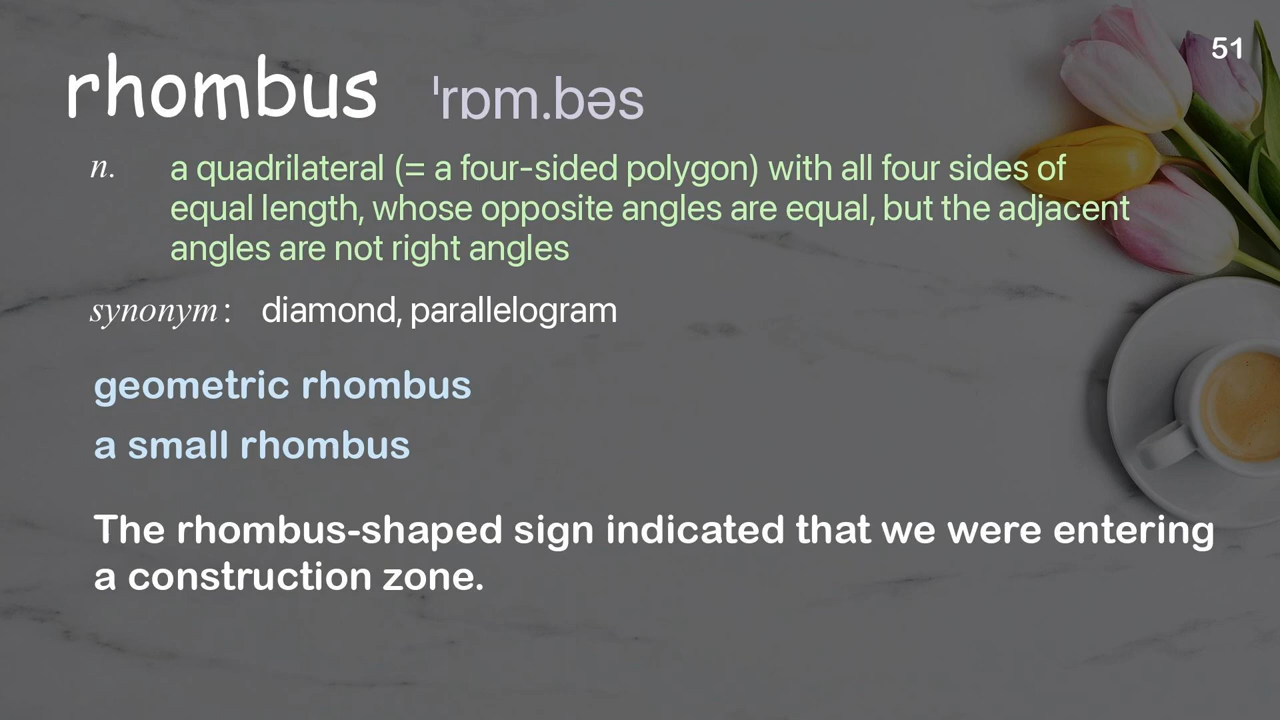 51
rhombus ˈrɒm.bəs
n. a quadrilateral (= a four-sided polygon) with all four sides of
equal length, whose opposite angles are equal, but the adjacent
angles are not right angles
synonym: diamond, parallelogram
geometric rhombus
a small rhombus
The rhombus-shaped sign indicated that we were entering
a construction zone.